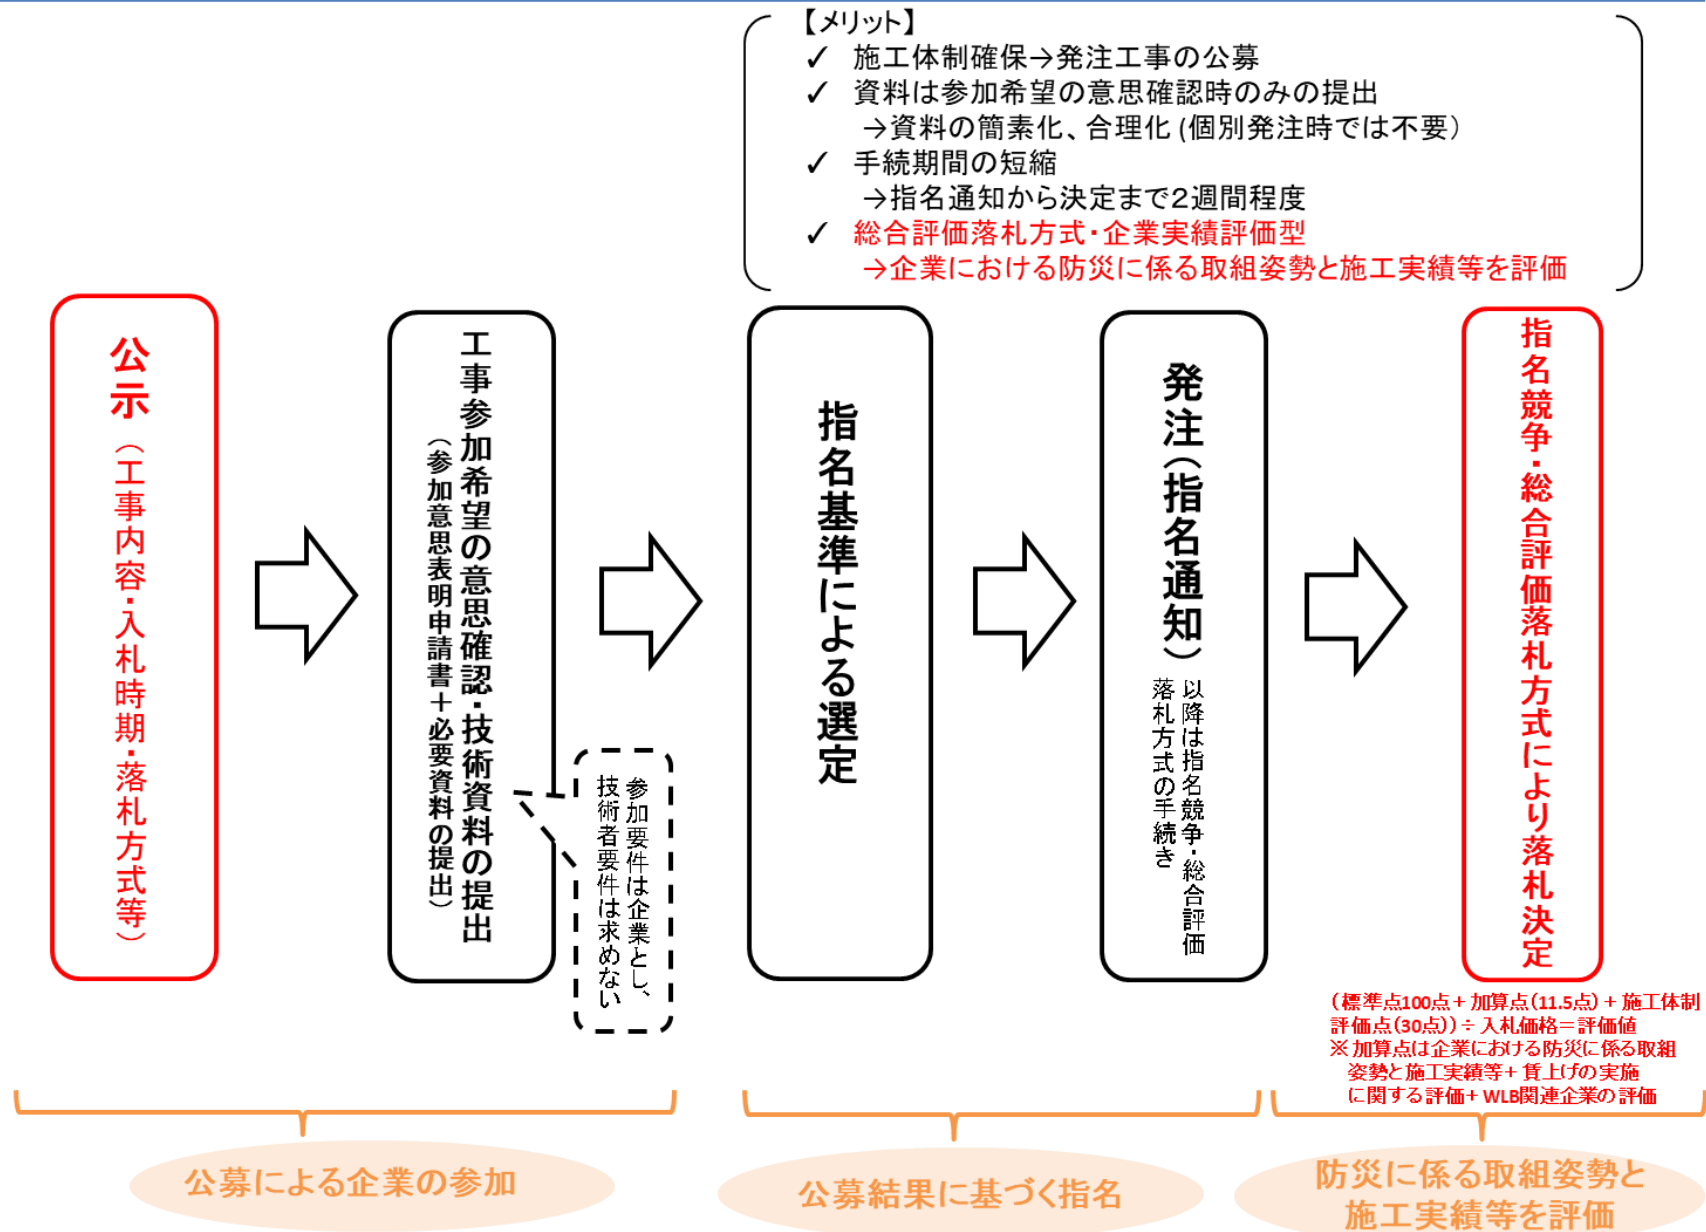 【メリット】
✓ 施工体制確保→発注工事の公募
✓ 資料は参加希望の意思確認時のみの提出
→資料の簡素化、合理化(個別発注時では不要)
✓ 手続期間の短縮
→指名通知から決定まで2週間程度
✓ 総合評価落札方式・企業実績評価型
→企業における防災に係る取組姿勢と施工実績等を評価
公示(工事内容・入札時期・落札方式等)
工事参加希望の意思確認・技術資料の提出
(参加意思表明申請書+必要資料の提出)
参加要件は企業とし、
技術者要件は求めない
指名基準による選定
発注(指名通知)
以降は指名競争・総合評価
落札方式の手続き
指名競争・総合評価落札方式により落札決定
(標準点100点+加算点(11.5点)+施工体制
評価点(30点))÷入札価格=評価値
※加算点は企業における防災に係る取組
姿勢と施工実績等+賃上げの実施
に関する評価+WLB関連企業の評価
公募による企業の参加
公募結果に基づく指名
防災に係る取組姿勢と
施工実績等を評価